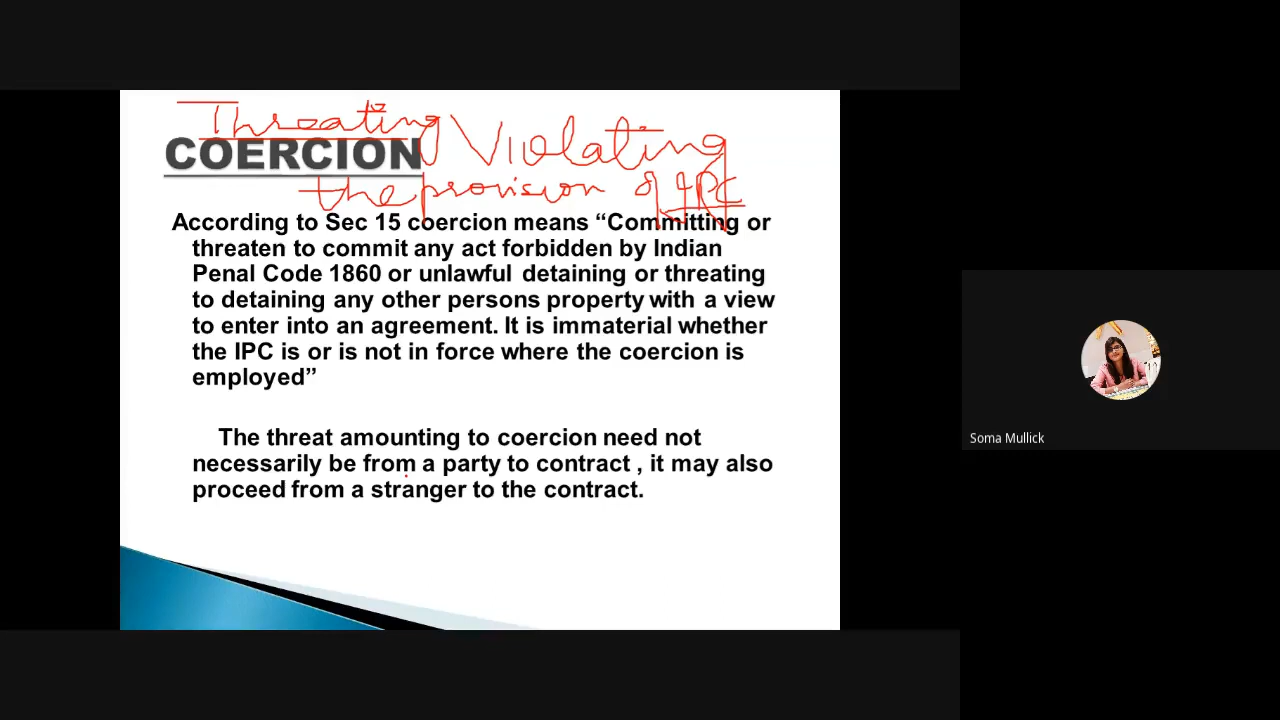 Threating Violating
COERCION
the provision of IPC
According to Sec 15 coercion means “Committing or
threaten to commit any act forbidden by Indian
Penal Code 1860 or unlawful detaining or threating
to detaining any other persons property with a view
to enter into an agreement. It is immaterial whether
the IPC is or is not in force where the coercion is
employed”
The threat amounting to coercion need not
necessarily be from a party to contract , it may also
proceed from a stranger to the contract.
Soma Mullick